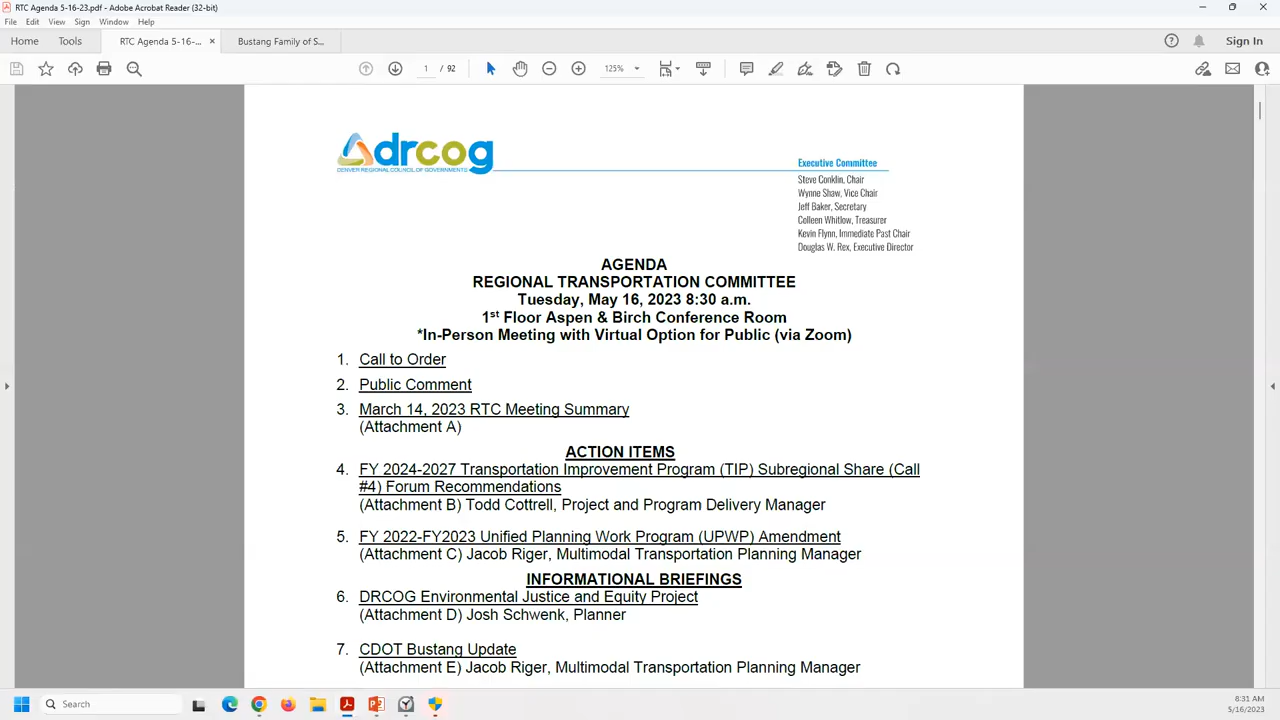 RTC Agenda 5-16-23.pdf - Adobe Acrobat Reader (32-bit)
File Edit View Sign Window Help
Home Tools RTC Agenda 5-16-... × Bustang Family of S... Sign In
1 / 92 125%
drcog
DENVER REGIONAL COUNCIL OF GOVERNMENTS
Executive Committee
Steve Conklin, Chair
Wynne Shaw, Vice Chair
Jeff Baker, Secretary
Colleen Whitlow, Treasurer
Kevin Flynn, Immediate Past Chair
Douglas W. Rex, Executive Director
AGENDA
REGIONAL TRANSPORTATION COMMITTEE
Tuesday, May 16, 2023 8:30 a.m.
1st Floor Aspen & Birch Conference Room
*In-Person Meeting with Virtual Option for Public (via Zoom)
1. Call to Order
2. Public Comment
3. March 14, 2023 RTC Meeting Summary
(Attachment A)
ACTION ITEMS
4. FY 2024-2027 Transportation Improvement Program (TIP) Subregional Share (Call
#4) Forum Recommendations
(Attachment B) Todd Cottrell, Project and Program Delivery Manager
5. FY 2022-FY2023 Unified Planning Work Program (UPWP) Amendment
(Attachment C) Jacob Riger, Multimodal Transportation Planning Manager
INFORMATIONAL BRIEFINGS
6. DRCOG Environmental Justice and Equity Project
(Attachment D) Josh Schwenk, Planner
7. CDOT Bustang Update
(Attachment E) Jacob Riger, Multimodal Transportation Planning Manager
Search
8:31 AM
5/16/2023